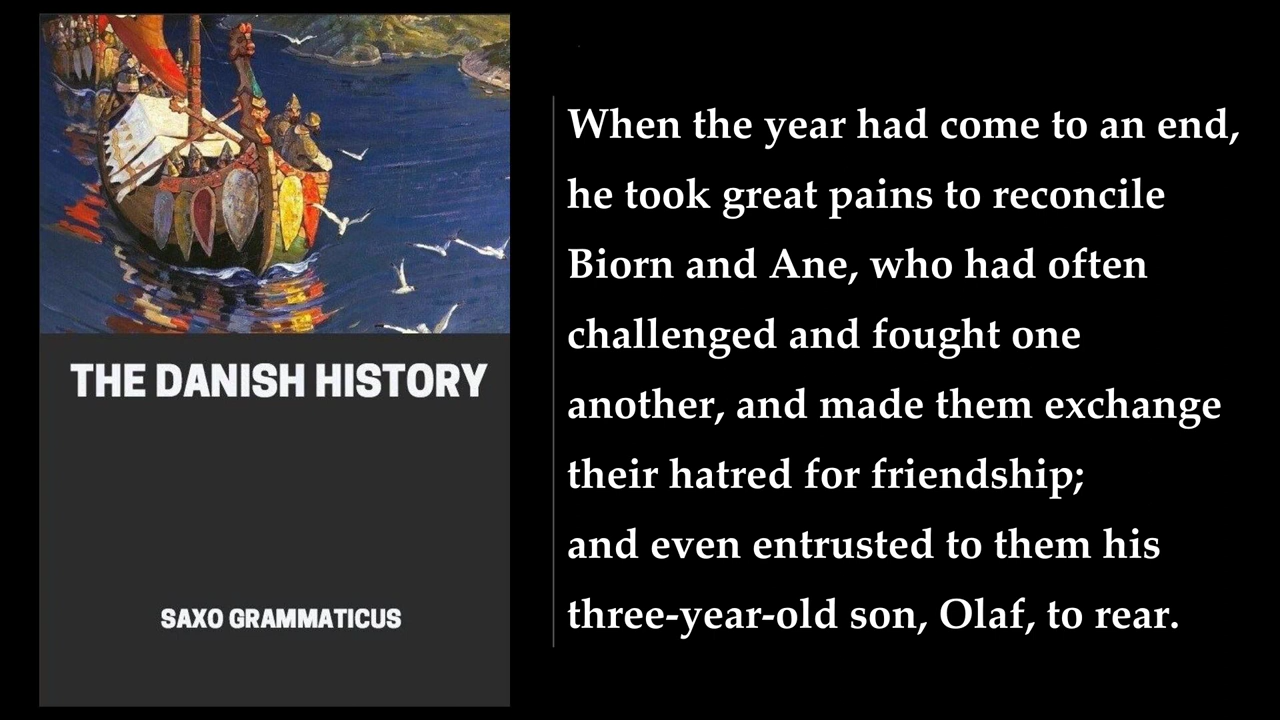 THE DANISH HISTORY
SAXO GRAMMATICUS
When the year had come to an end,
he took great pains to reconcile
Biorn and Ane, who had often
challenged and fought one
another, and made them exchange
their hatred for friendship;
and even entrusted to them his
three-year-old son, Olaf, to rear.